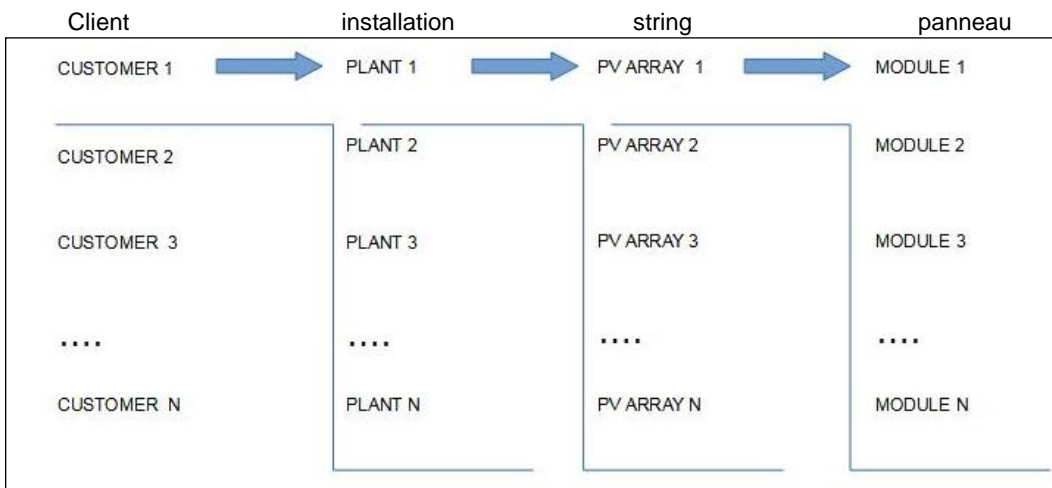 Client installation string panneau
CUSTOMER 1 PLANT 1 PV ARRAY 1 MODULE 1
CUSTOMER 2 PLANT 2 PV ARRAY 2 MODULE 2
CUSTOMER 3 PLANT 3 PV ARRAY 3 MODULE 3
.... .... .... ....
CUSTOMER N PLANT N PV ARRAY N MODULE N